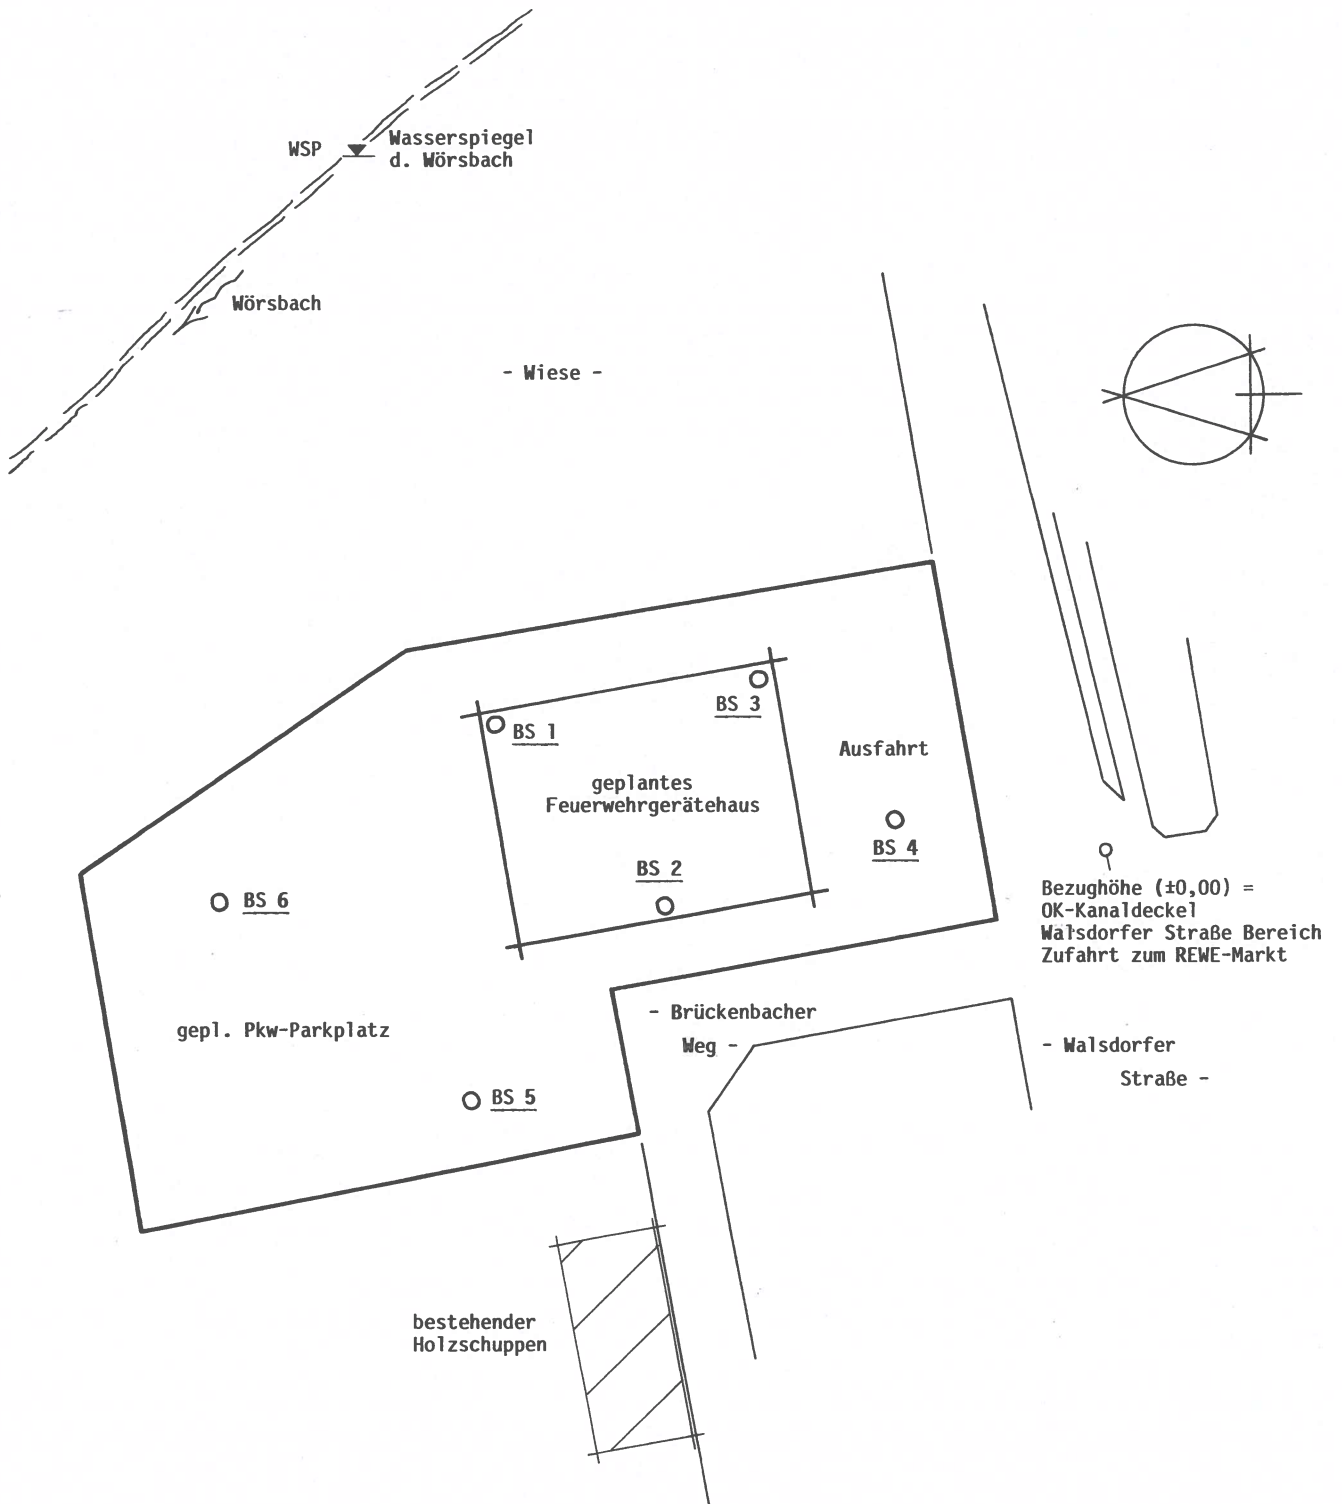 WSP
Wasserspiegel
d. Wörsbach
Wörsbach
- Wiese -
BS 3
BS 1
Ausfahrt
geplantes
Feuerwehrgerätehaus
BS 4
BS 2
BS 6
Bezughöhe (±0,00) =
OK-Kanaldeckel
Walsdorfer Straße Bereich
Zufahrt zum REWE-Markt
- Brückenbacher
Weg -
gepl. Pkw-Parkplatz
- Walsdorfer
Straße -
BS 5
bestehender
Holzschuppen